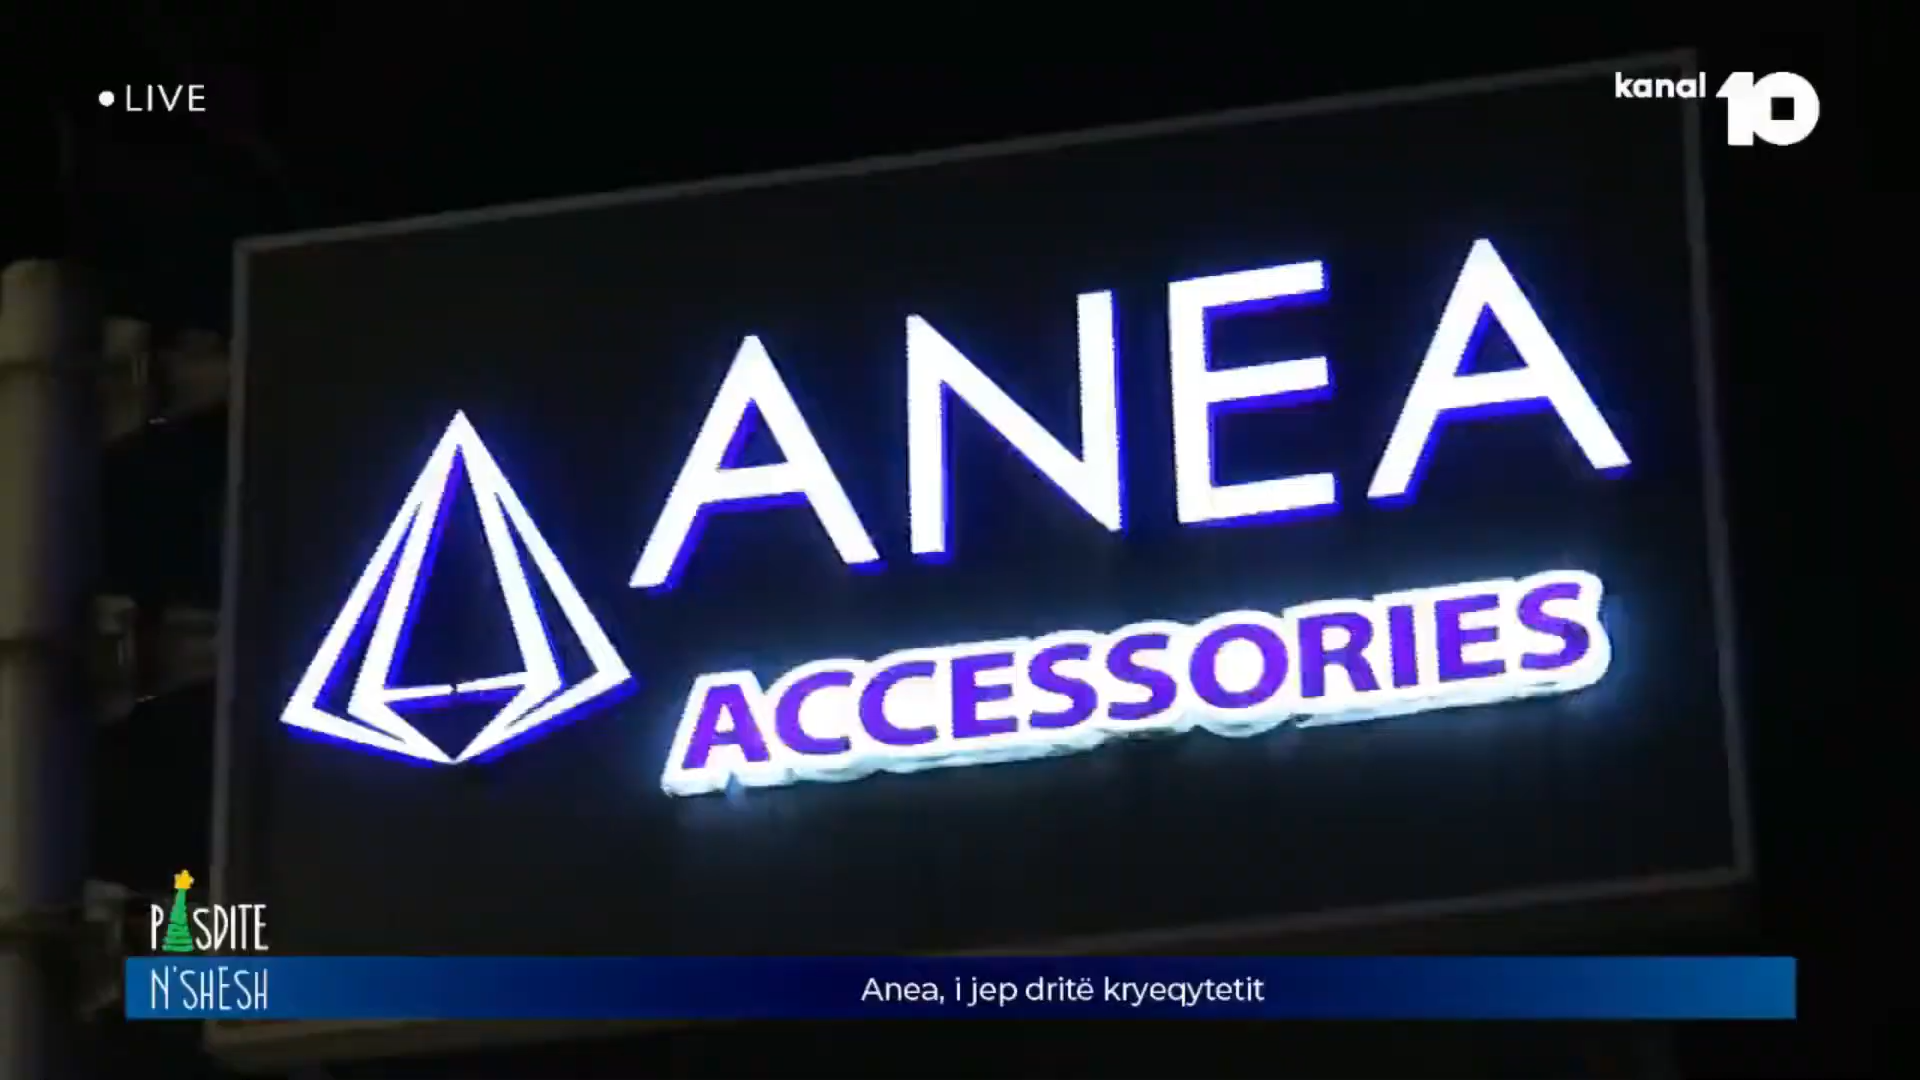 LIVE
kanal 10
ANEA
ACCESSORIES
PASDITE
N'SHESH
Anea, i jep dritë kryeqytetit